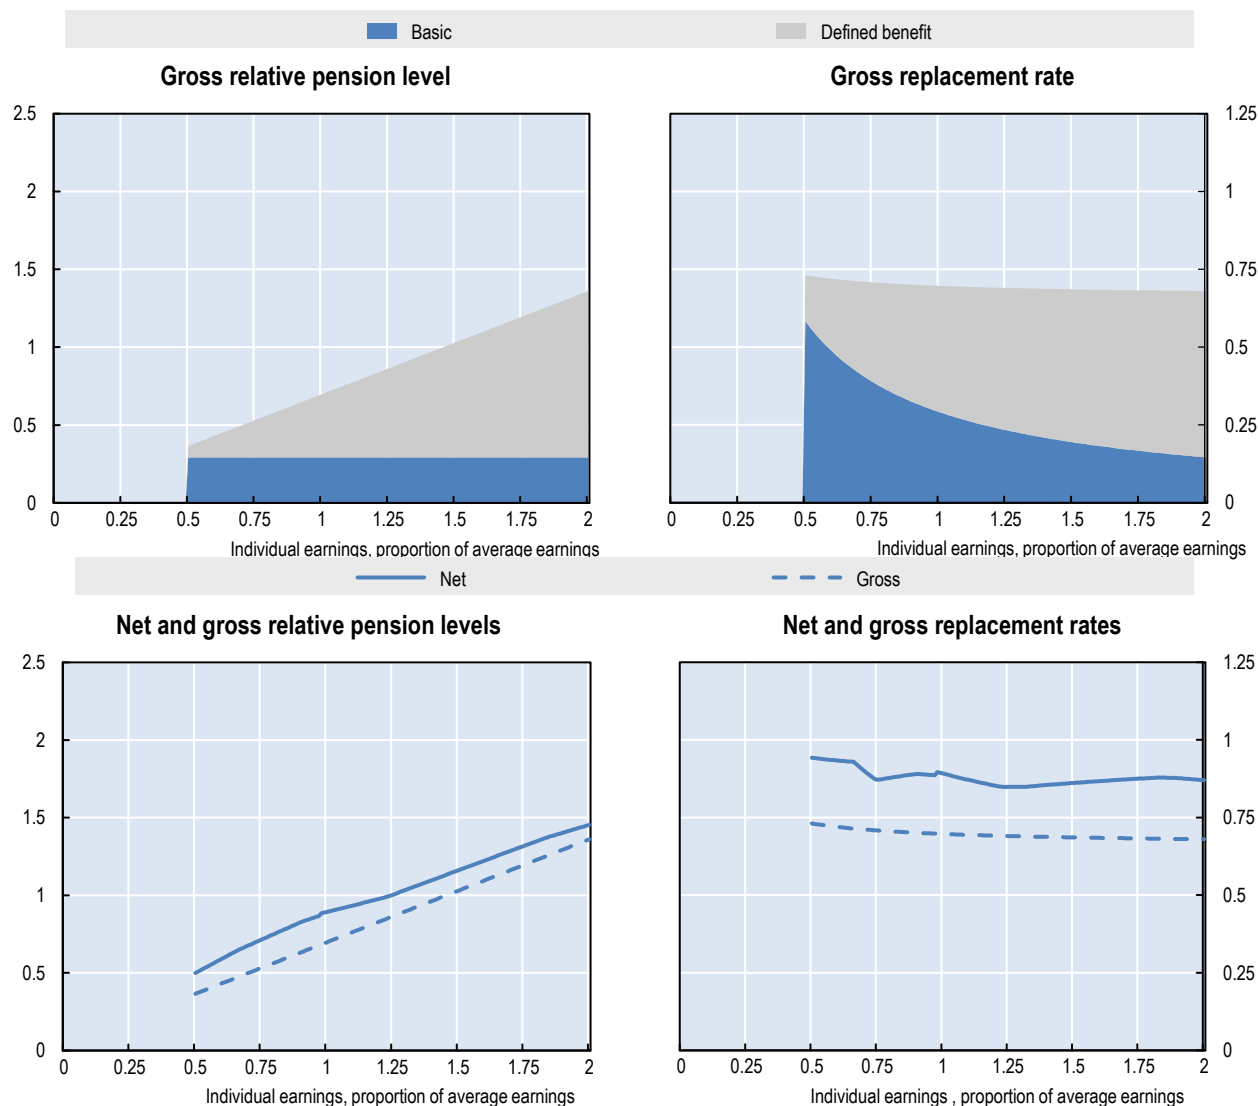 Basic Defined benefit
Gross relative pension level
Gross replacement rate
2.5
2
1.5
1
0.5
0
0 0.25 0.5 0.75 1 1.25 1.5 1.75 2
Individual earnings, proportion of average earnings
1.25
1
0.75
0.5
0.25
0
0 0.25 0.5 0.75 1 1.25 1.5 1.75 2
Individual earnings, proportion of average earnings
Net Gross
Net and gross relative pension levels
Net and gross replacement rates
2.5
2
1.5
1
0.5
0
0 0.25 0.5 0.75 1 1.25 1.5 1.75 2
Individual earnings, proportion of average earnings
1.25
1
0.75
0.5
0.25
0
0 0.25 0.5 0.75 1 1.25 1.5 1.75 2
Individual earnings , proportion of average earnings